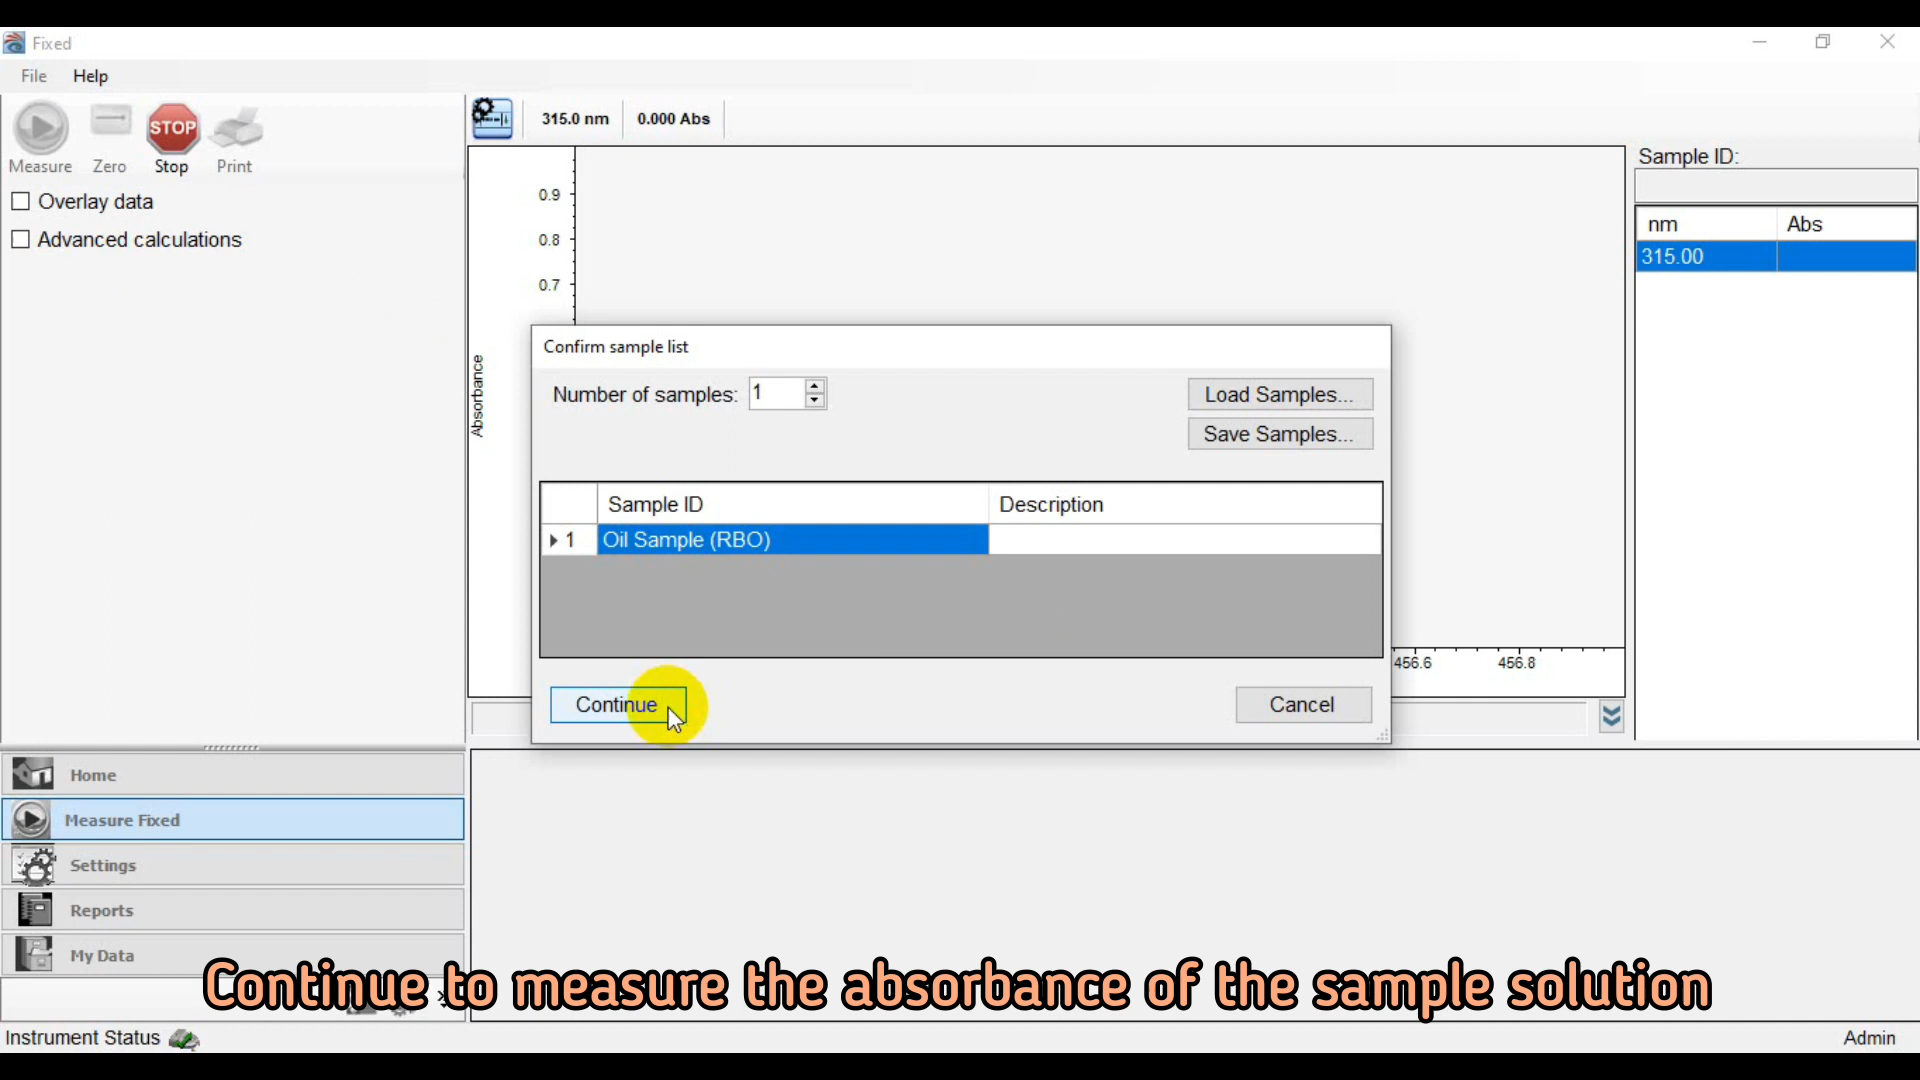 Fixed
File Help
Measure Zero STOP Stop Print
315.0 nm 0.000 Abs
Overlay data
Advanced calculations
Absorbance
0.9
0.8
0.7
456.6 456.8
Sample ID:
nm Abs
315.00
Confirm sample list
Number of samples: 1
Load Samples...
Save Samples...
Sample ID Description
1 Oil Sample (RBO)
Continue Cancel
Home
Measure Fixed
Settings
Reports
My Data
Continue to measure the absorbance of the sample solution
Instrument Status Admin